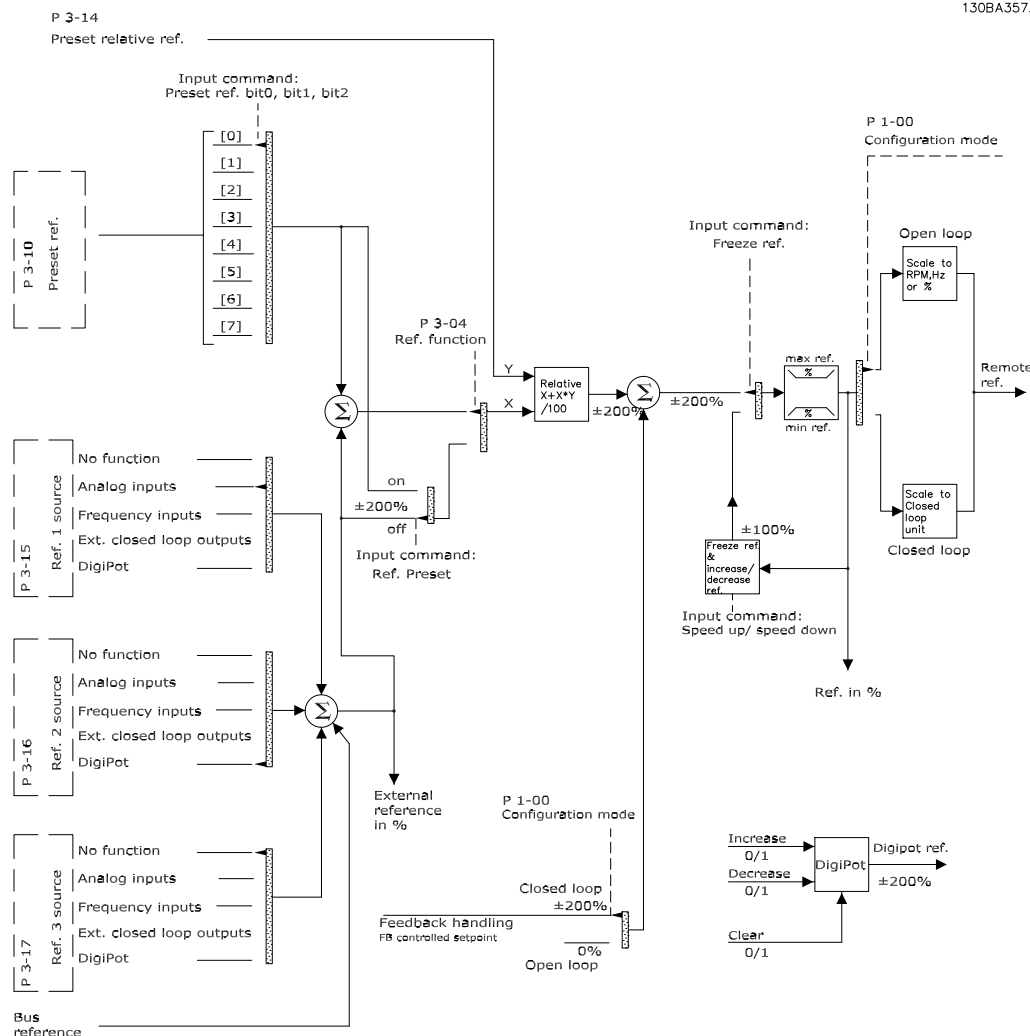 130BA357.
P 3-14
Preset relative ref.
Input command:
Preset ref. bit0, bit1, bit2
[0]
[1]
[2]
[3]
[4]
[5]
[6]
[7]
P 3-10
Preset ref.
P 1-00
Configuration mode
Input command:
Freeze ref.
Open loop
Scale to
RPM,Hz
or %
P 3-04
Ref. function
Y
X
Relative
X+X*Y
/100
±200%
Σ
±200%
max ref.
%
%
min ref.
Remote
ref.
Σ
on
±200%
off
Input command:
Ref. Preset
Scale to
Closed
loop
unit
Closed loop
±100%
Freeze ref.
&
increase/
decrease
ref.
Input command:
Speed up/ speed down
Ref. in %
P 3-15
Ref. 1 source
No function
Analog inputs
Frequency inputs
Ext. closed loop outputs
DigiPot
P 3-16
Ref. 2 source
No function
Analog inputs
Frequency inputs
Ext. closed loop outputs
DigiPot
Σ
External
reference
in %
P 3-17
Ref. 3 source
No function
Analog inputs
Frequency inputs
Ext. closed loop outputs
DigiPot
Bus
reference
P 1-00
Configuration mode
Closed loop
±200%
Feedback handling
FB controlled setpoint
0%
Open loop
Increase
0/1
Decrease
0/1
Clear
0/1
DigiPot
Digipot ref.
±200%